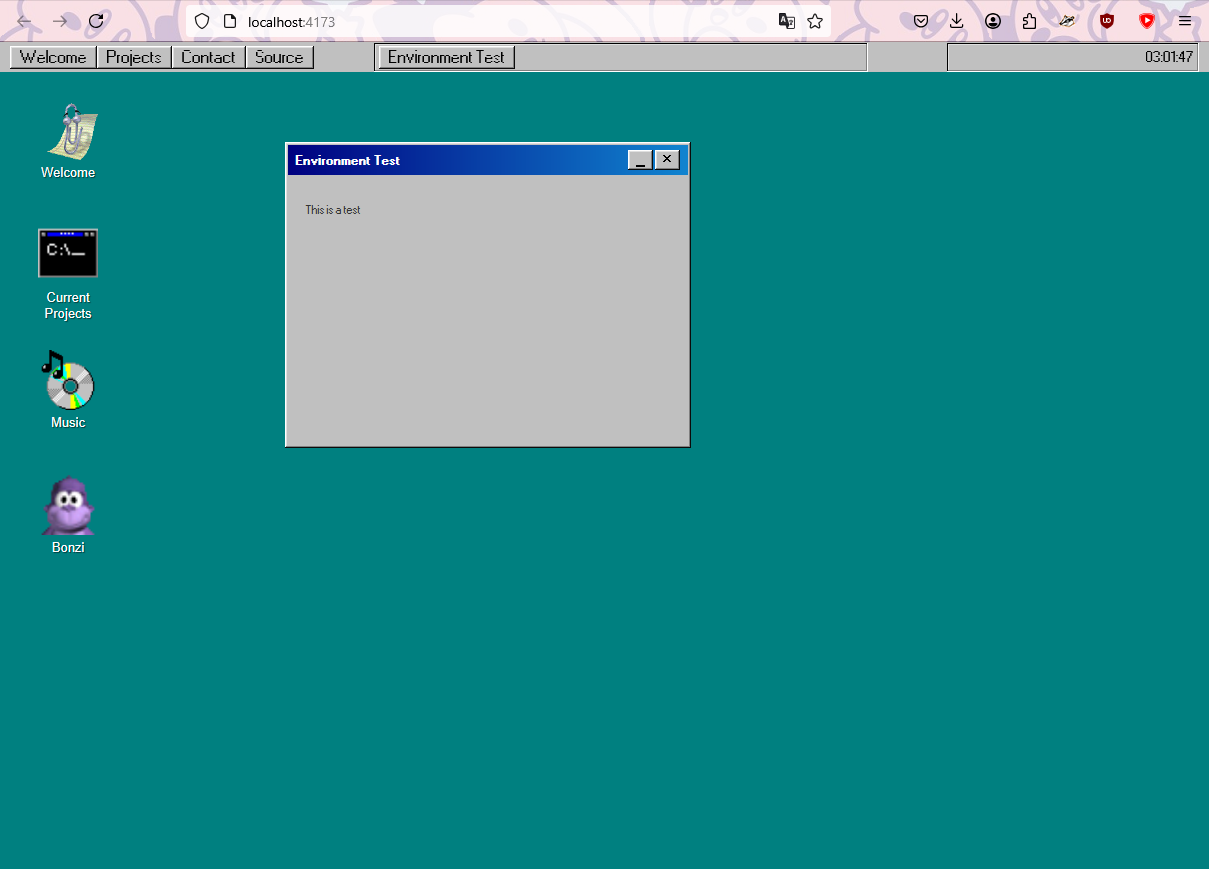 localhost:4173
Welcome Projects Contact Source Environment Test 03:01:47
Welcome
Environment Test
This is a test
C:\_
Current
Projects
Music
Bonzi